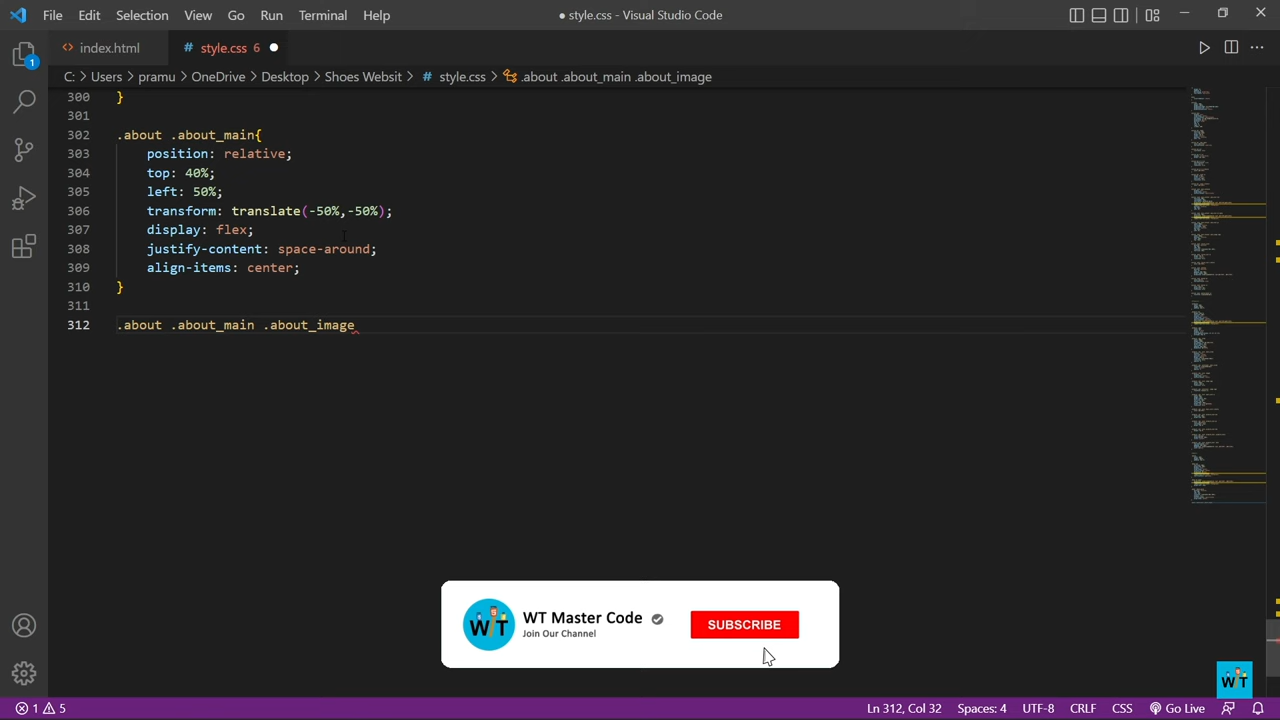 File Edit Selection View Go Run Terminal Help ● style.css - Visual Studio Code
<> index.html # style.css 6 ●
C: > Users > pramu > OneDrive > Desktop > Shoes Websit > # style.css > .about .about_main .about_image
1
300 }
301
302 .about .about_main{
303 position: relative;
304 top: 40%;
305 left: 50%;
306 transform: translate(-50%,-50%);
307 display: flex;
308 justify-content: space-around;
309 align-items: center;
310 }
311
312 .about .about_main .about_image
WT
WT Master Code
Join Our Channel
SUBSCRIBE
WT
1 5 Ln 312, Col 32 Spaces: 4 UTF-8 CRLF CSS Go Live